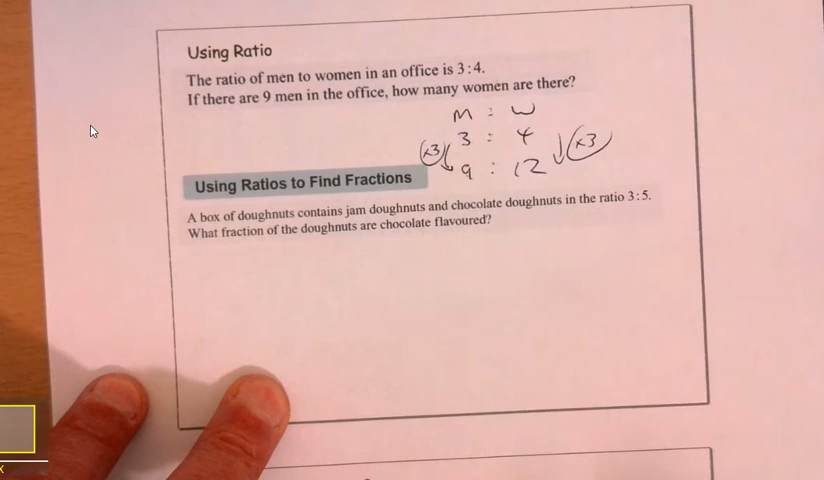 Using Ratio
The ratio of men to women in an office is 3:4.
If there are 9 men in the office, how many women are there?
M : W
3 : 4
×3
×3
9 : 12
Using Ratios to Find Fractions
A box of doughnuts contains jam doughnuts and chocolate doughnuts in the ratio 3:5.
What fraction of the doughnuts are chocolate flavoured?
x